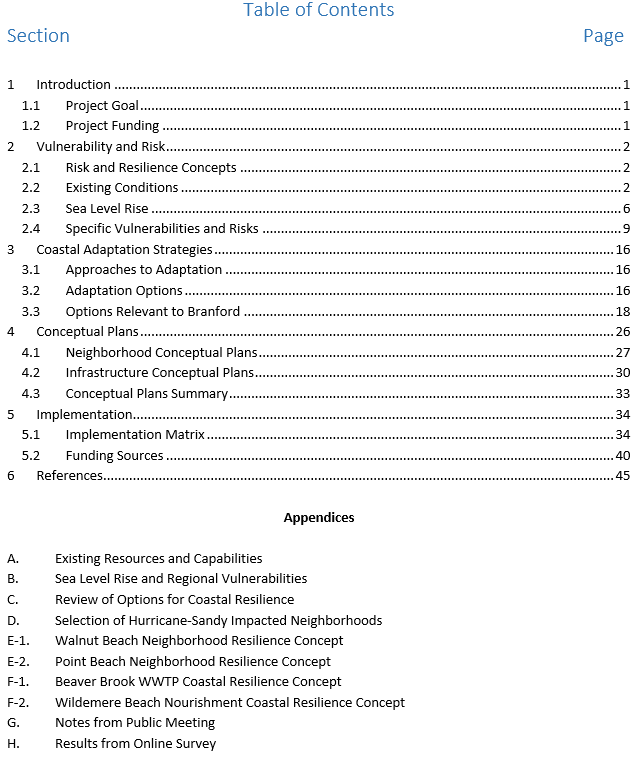 Table of Contents
Section Page
1 Introduction ........ 1
1.1 Project Goal ........ 1
1.2 Project Funding ........ 1
2 Vulnerability and Risk ........ 2
2.1 Risk and Resilience Concepts ........ 2
2.2 Existing Conditions ........ 2
2.3 Sea Level Rise ........ 6
2.4 Specific Vulnerabilities and Risks ........ 9
3 Coastal Adaptation Strategies ........ 16
3.1 Approaches to Adaptation ........ 16
3.2 Adaptation Options ........ 16
3.3 Options Relevant to Branford ........ 18
4 Conceptual Plans ........ 26
4.1 Neighborhood Conceptual Plans ........ 27
4.2 Infrastructure Conceptual Plans ........ 30
4.3 Conceptual Plans Summary ........ 33
5 Implementation ........ 34
5.1 Implementation Matrix ........ 34
5.2 Funding Sources ........ 40
6 References ........ 45
Appendices
A. Existing Resources and Capabilities
B. Sea Level Rise and Regional Vulnerabilities
C. Review of Options for Coastal Resilience
D. Selection of Hurricane-Sandy Impacted Neighborhoods
E-1. Walnut Beach Neighborhood Resilience Concept
E-2. Point Beach Neighborhood Resilience Concept
F-1. Beaver Brook WWTP Coastal Resilience Concept
F-2. Wildemere Beach Nourishment Coastal Resilience Concept
G. Notes from Public Meeting
H. Results from Online Survey